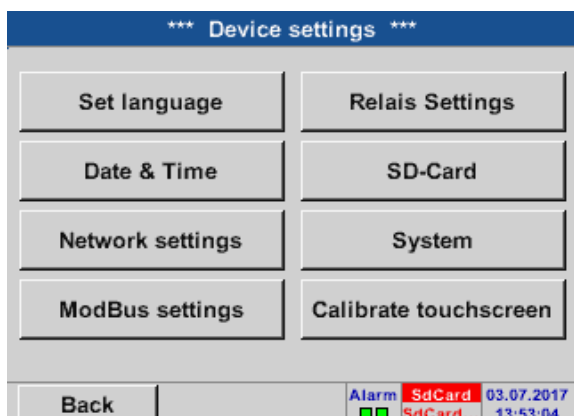 *** Device settings ***
Set language
Relais Settings
Date & Time
SD-Card
Network settings
System
ModBus settings
Calibrate touchscreen
Back
Alarm
SdCard
03.07.2017
SdCard
13:53:04